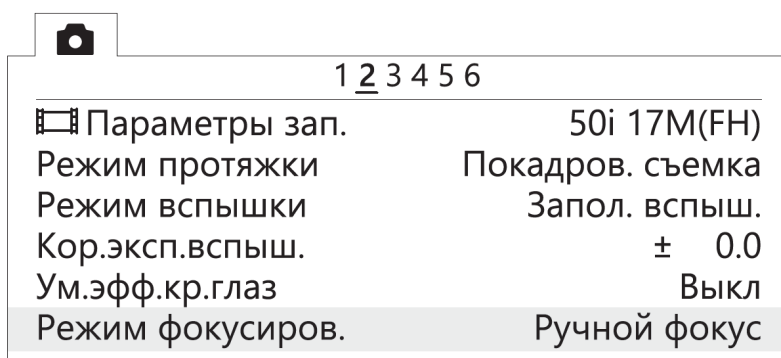 1 2 3 4 5 6
Параметры зап. 50i 17M(FH)
Режим протяжки Покадров. съемка
Режим вспышки Запол. вспыш.
Кор.эксп.вспыш. ± 0.0
Ум.эфф.кр.глаз Выкл
Режим фокусиров. Ручной фокус